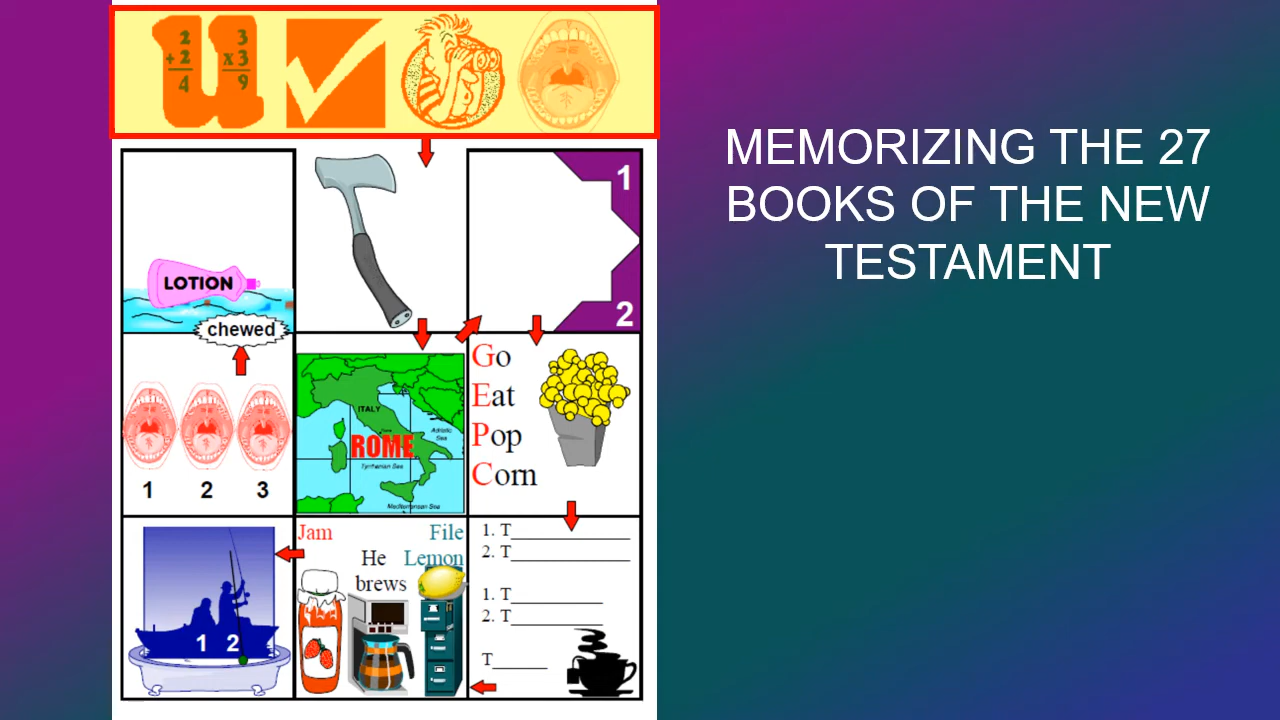 2 3
+ 2 x 3
4 9
1
2
LOTION
chewed
ITALY
ROME
Adriatic
Sea
Tyrrhenian Sea
Mediterranean Sea
Go
Eat
Pop
Corn
1 2 3
1. T
2. T
1. T
2. T
T
Jam
File
He Lemon
brews
1 2
MEMORIZING THE 27
BOOKS OF THE NEW
TESTAMENT